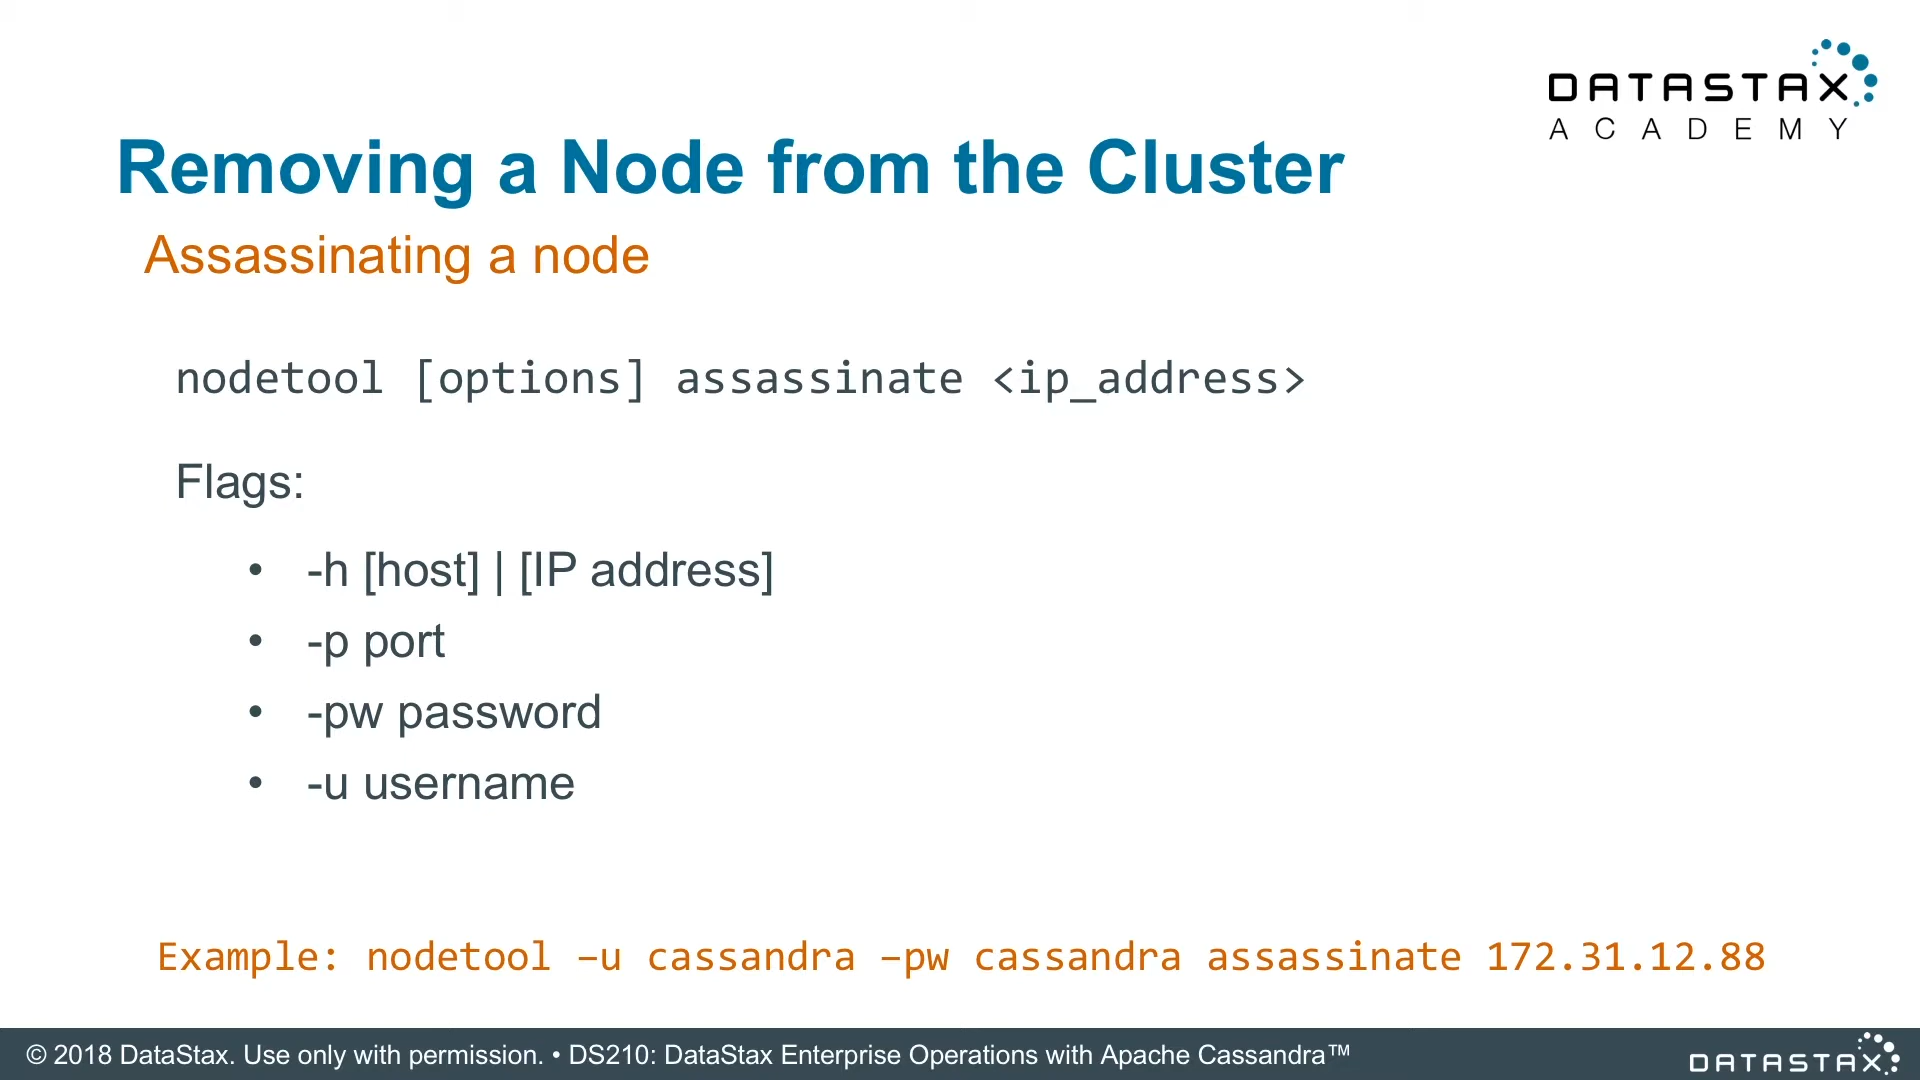 DATASTAX
ACADEMY
Removing a Node from the Cluster
Assassinating a node
nodetool [options] assassinate <ip_address>
Flags:
• -h [host] | [IP address]
• -p port
• -pw password
• -u username
Example: nodetool –u cassandra –pw cassandra assassinate 172.31.12.88
© 2018 DataStax. Use only with permission. • DS210: DataStax Enterprise Operations with Apache Cassandra™
DATASTAX